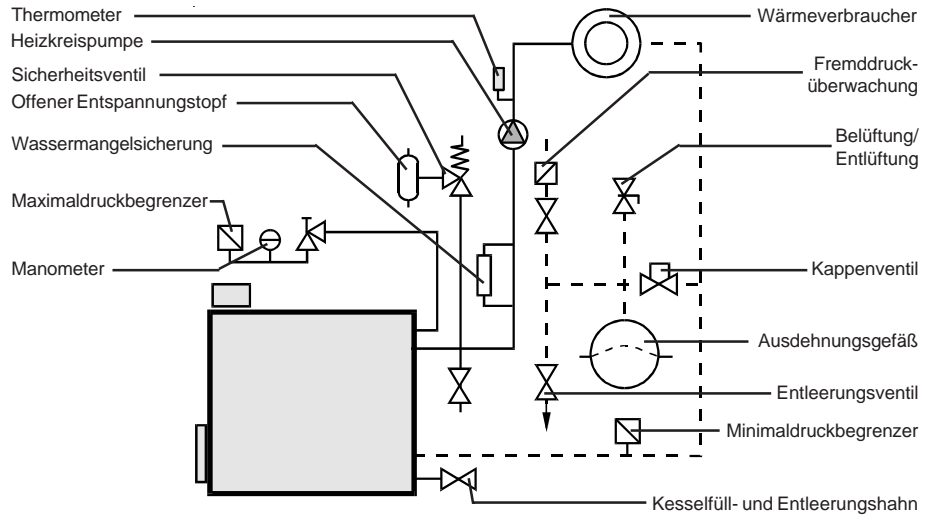 Thermometer
Heizkreispumpe
Sicherheitsventil
Offener Entspannungstopf
Wassermangelsicherung
Maximaldruckbegrenzer
Manometer
Wärmeverbraucher
Fremddruck-
überwachung
Belüftung/
Entlüftung
Kappenventil
Ausdehnungsgefäß
Entleerungsventil
Minimaldruckbegrenzer
Kesselfüll- und Entleerungshahn